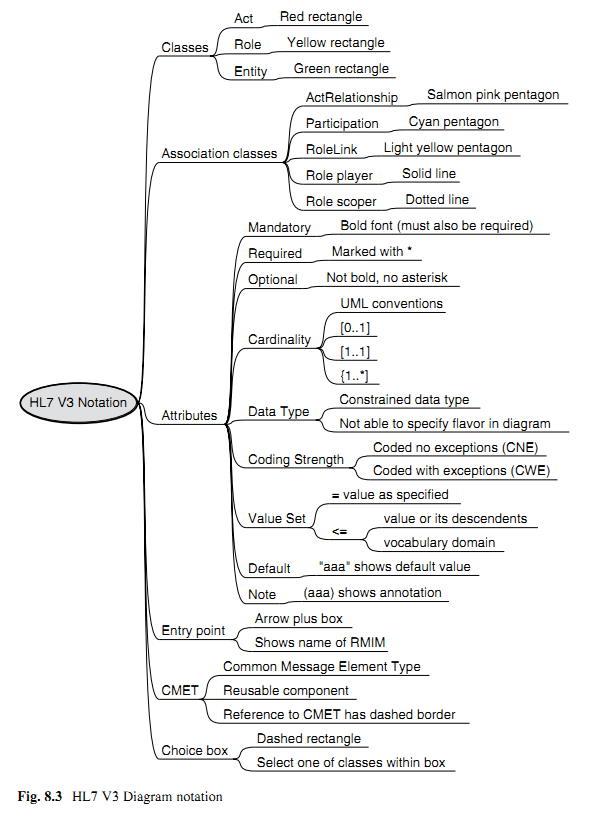 Act
Red rectangle
Classes
Role
Yellow rectangle
Entity
Green rectangle
ActRelationship
Salmon pink pentagon
Participation
Cyan pentagon
Association classes
RoleLink
Light yellow pentagon
Role player
Solid line
Role scoper
Dotted line
Mandatory
Bold font (must also be required)
Required
Marked with *
Optional
Not bold, no asterisk
UML conventions
[0..1]
Cardinality
[1..1]
{1..*]
HL7 V3 Notation
Attributes
Constrained data type
Data Type
Not able to specify flavor in diagram
Coded no exceptions (CNE)
Coding Strength
Coded with exceptions (CWE)
= value as specified
Value Set
<=
value or its descendents
vocabulary domain
Default
"aaa" shows default value
Note
(aaa) shows annotation
Arrow plus box
Entry point
Shows name of RMIM
Common Message Element Type
CMET
Reusable component
Reference to CMET has dashed border
Dashed rectangle
Choice box
Select one of classes within box
Fig. 8.3 HL7 V3 Diagram notation